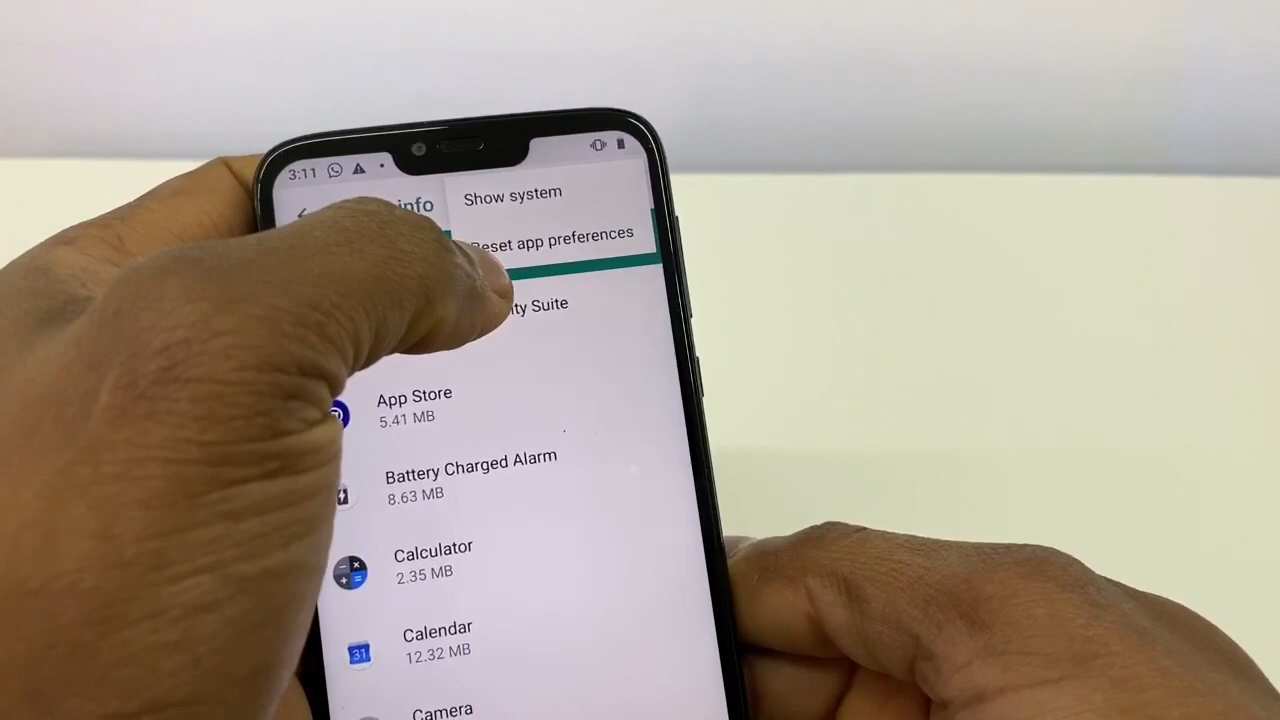 3:11
Show system
info
Reset app preferences
ity Suite
App Store
5.41 MB
Battery Charged Alarm
8.63 MB
Calculator
2.35 MB
31
Calendar
12.32 MB
Camera